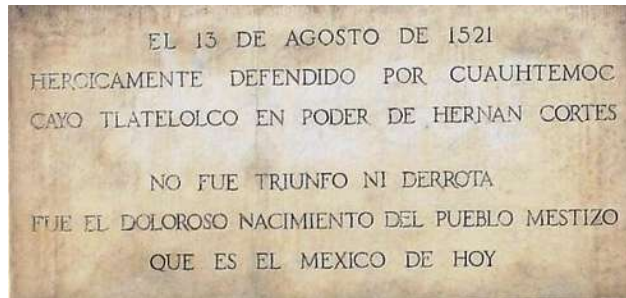 EL 13 DE AGOSTO DE 1521
HEROICAMENTE DEFENDIDO POR CUAUHTEMOC
CAYO TLATELOLCO EN PODER DE HERNAN CORTES
NO FUE TRIUNFO NI DERROTA
FUE EL DOLOROSO NACIMIENTO DEL PUEBLO MESTIZO
QUE ES EL MEXICO DE HOY